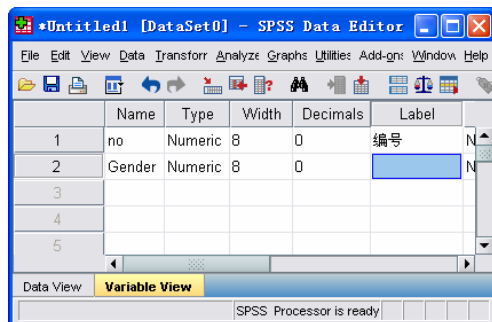 *Untitled1 [DataSet0] - SPSS Data Editor
File Edit View Data Transforr Analyze Graphs Utilities Add-ons Window Help
Name Type Width Decimals Label
1 no Numeric 8 0 编号 N
2 Gender Numeric 8 0 N
3
4
5
Data View Variable View
SPSS Processor is ready